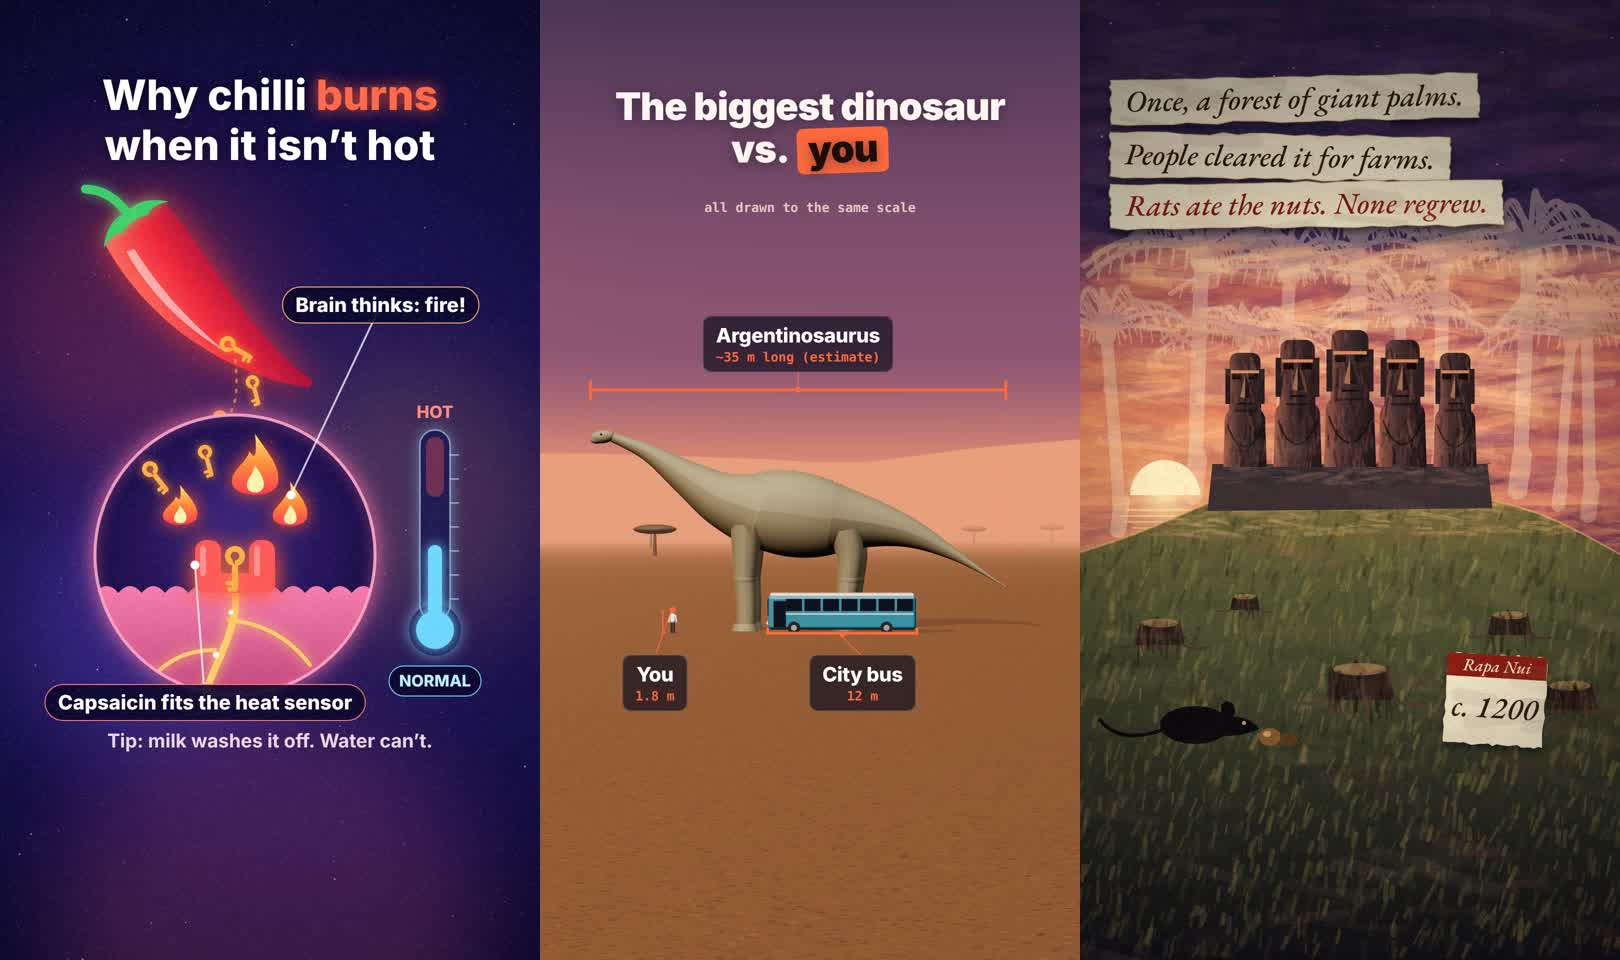 Why chilli burns
when it isn’t hot
Brain thinks: fire!
HOT
NORMAL
Capsaicin fits the heat sensor
Tip: milk washes it off. Water can’t.
The biggest dinosaur
vs. you
all drawn to the same scale
Argentinosaurus
~35 m long (estimate)
You
1.8 m
City bus
12 m
Once, a forest of giant palms.
People cleared it for farms.
Rats ate the nuts. None regrew.
Rapa Nui
c. 1200